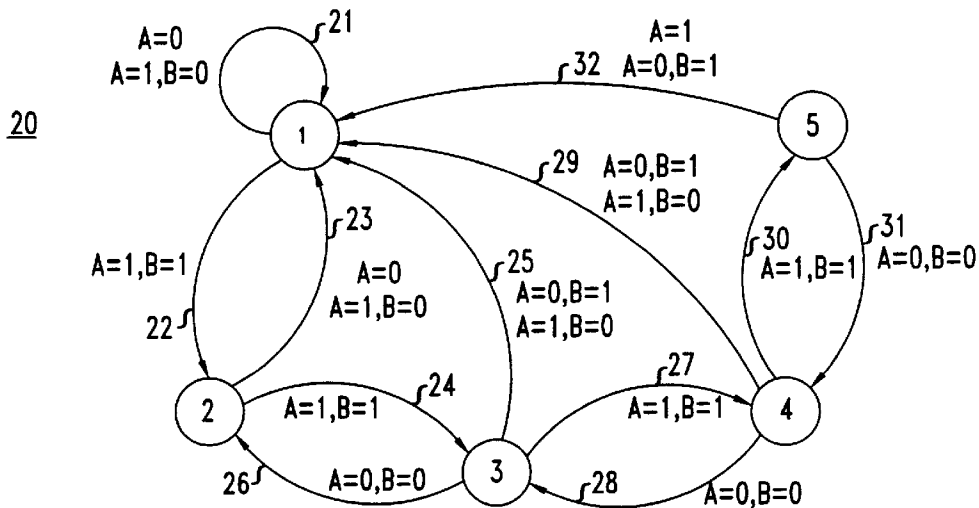 20
21
A=0
A=1,B=0
1
32
A=1
A=0,B=1
5
29
A=0,B=1
A=1,B=0
22
A=1,B=1
23
A=0
A=1,B=0
25
A=0,B=1
A=1,B=0
30
A=1,B=1
31
A=0,B=0
2
24
A=1,B=1
26
A=0,B=0
3
27
A=1,B=1
28
A=0,B=0
4